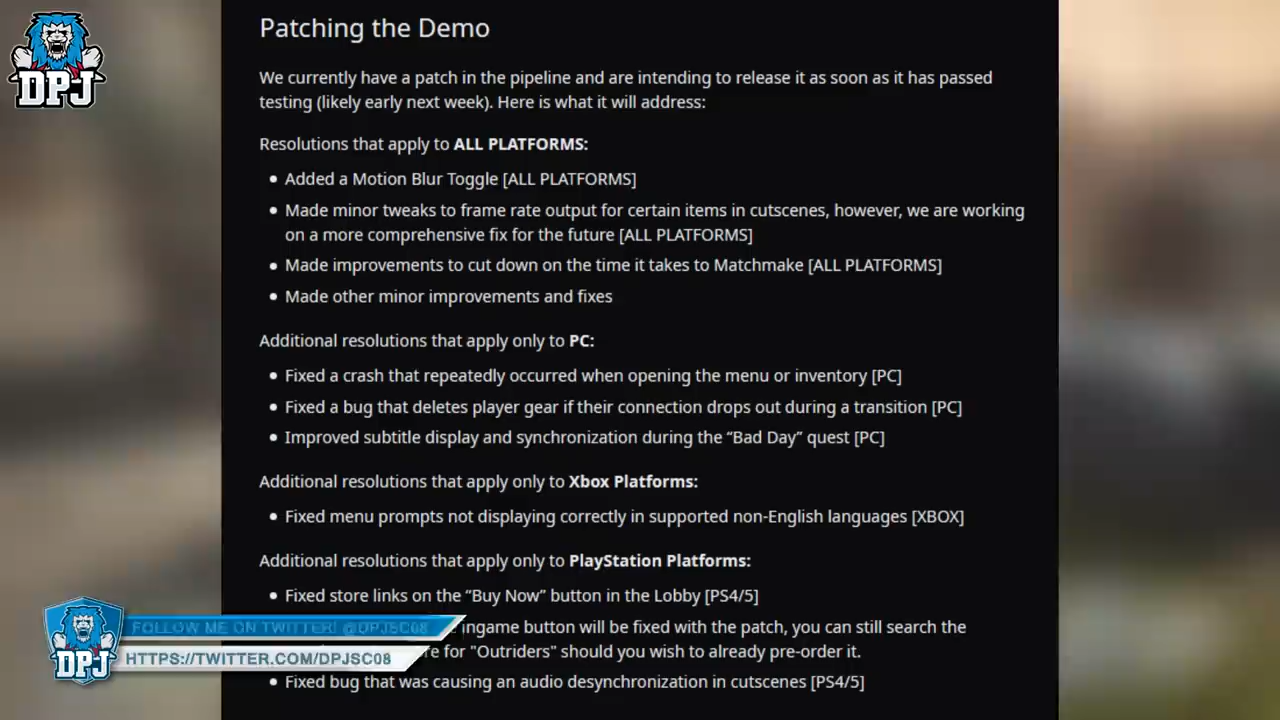 DPJ
Patching the Demo
We currently have a patch in the pipeline and are intending to release it as soon as it has passed
testing (likely early next week). Here is what it will address:
Resolutions that apply to ALL PLATFORMS:
• Added a Motion Blur Toggle [ALL PLATFORMS]
• Made minor tweaks to frame rate output for certain items in cutscenes, however, we are working
on a more comprehensive fix for the future [ALL PLATFORMS]
• Made improvements to cut down on the time it takes to Matchmake [ALL PLATFORMS]
• Made other minor improvements and fixes
Additional resolutions that apply only to PC:
• Fixed a crash that repeatedly occurred when opening the menu or inventory [PC]
• Fixed a bug that deletes player gear if their connection drops out during a transition [PC]
• Improved subtitle display and synchronization during the “Bad Day” quest [PC]
Additional resolutions that apply only to Xbox Platforms:
• Fixed menu prompts not displaying correctly in supported non-English languages [XBOX]
Additional resolutions that apply only to PlayStation Platforms:
• Fixed store links on the “Buy Now” button in the Lobby [PS4/5]
ingame button will be fixed with the patch, you can still search the
for "Outriders" should you wish to already pre-order it.
• Fixed bug that was causing an audio desynchronization in cutscenes [PS4/5]
FOLLOW ME ON TWITTER! @DPJSC08
HTTPS://TWITTER.COM/DPJSC08
DPJ